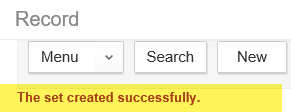 Record
Menu Search New
The set created successfully.